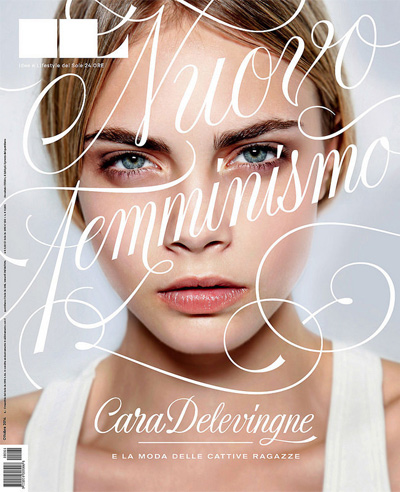 IL
Nuovo
femminismo
Cara Delevingne
E LA MODA DELLE CATTIVE RAGAZZE